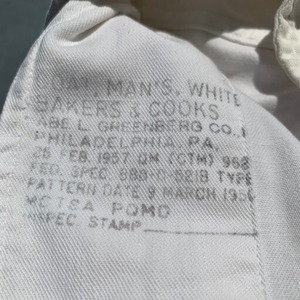 COAT, MAN'S, WHITE
BAKERS & COOKS
ABE L. GREENBERG CO.
PHILADELPHIA, PA.
25 FEB. 1957 QM (CTM) 968
FED. SPEC. 888-C-521B TYPE
PATTERN DATE 9 MARCH 195
MCTSA PQMD
INSPEC. STAMP